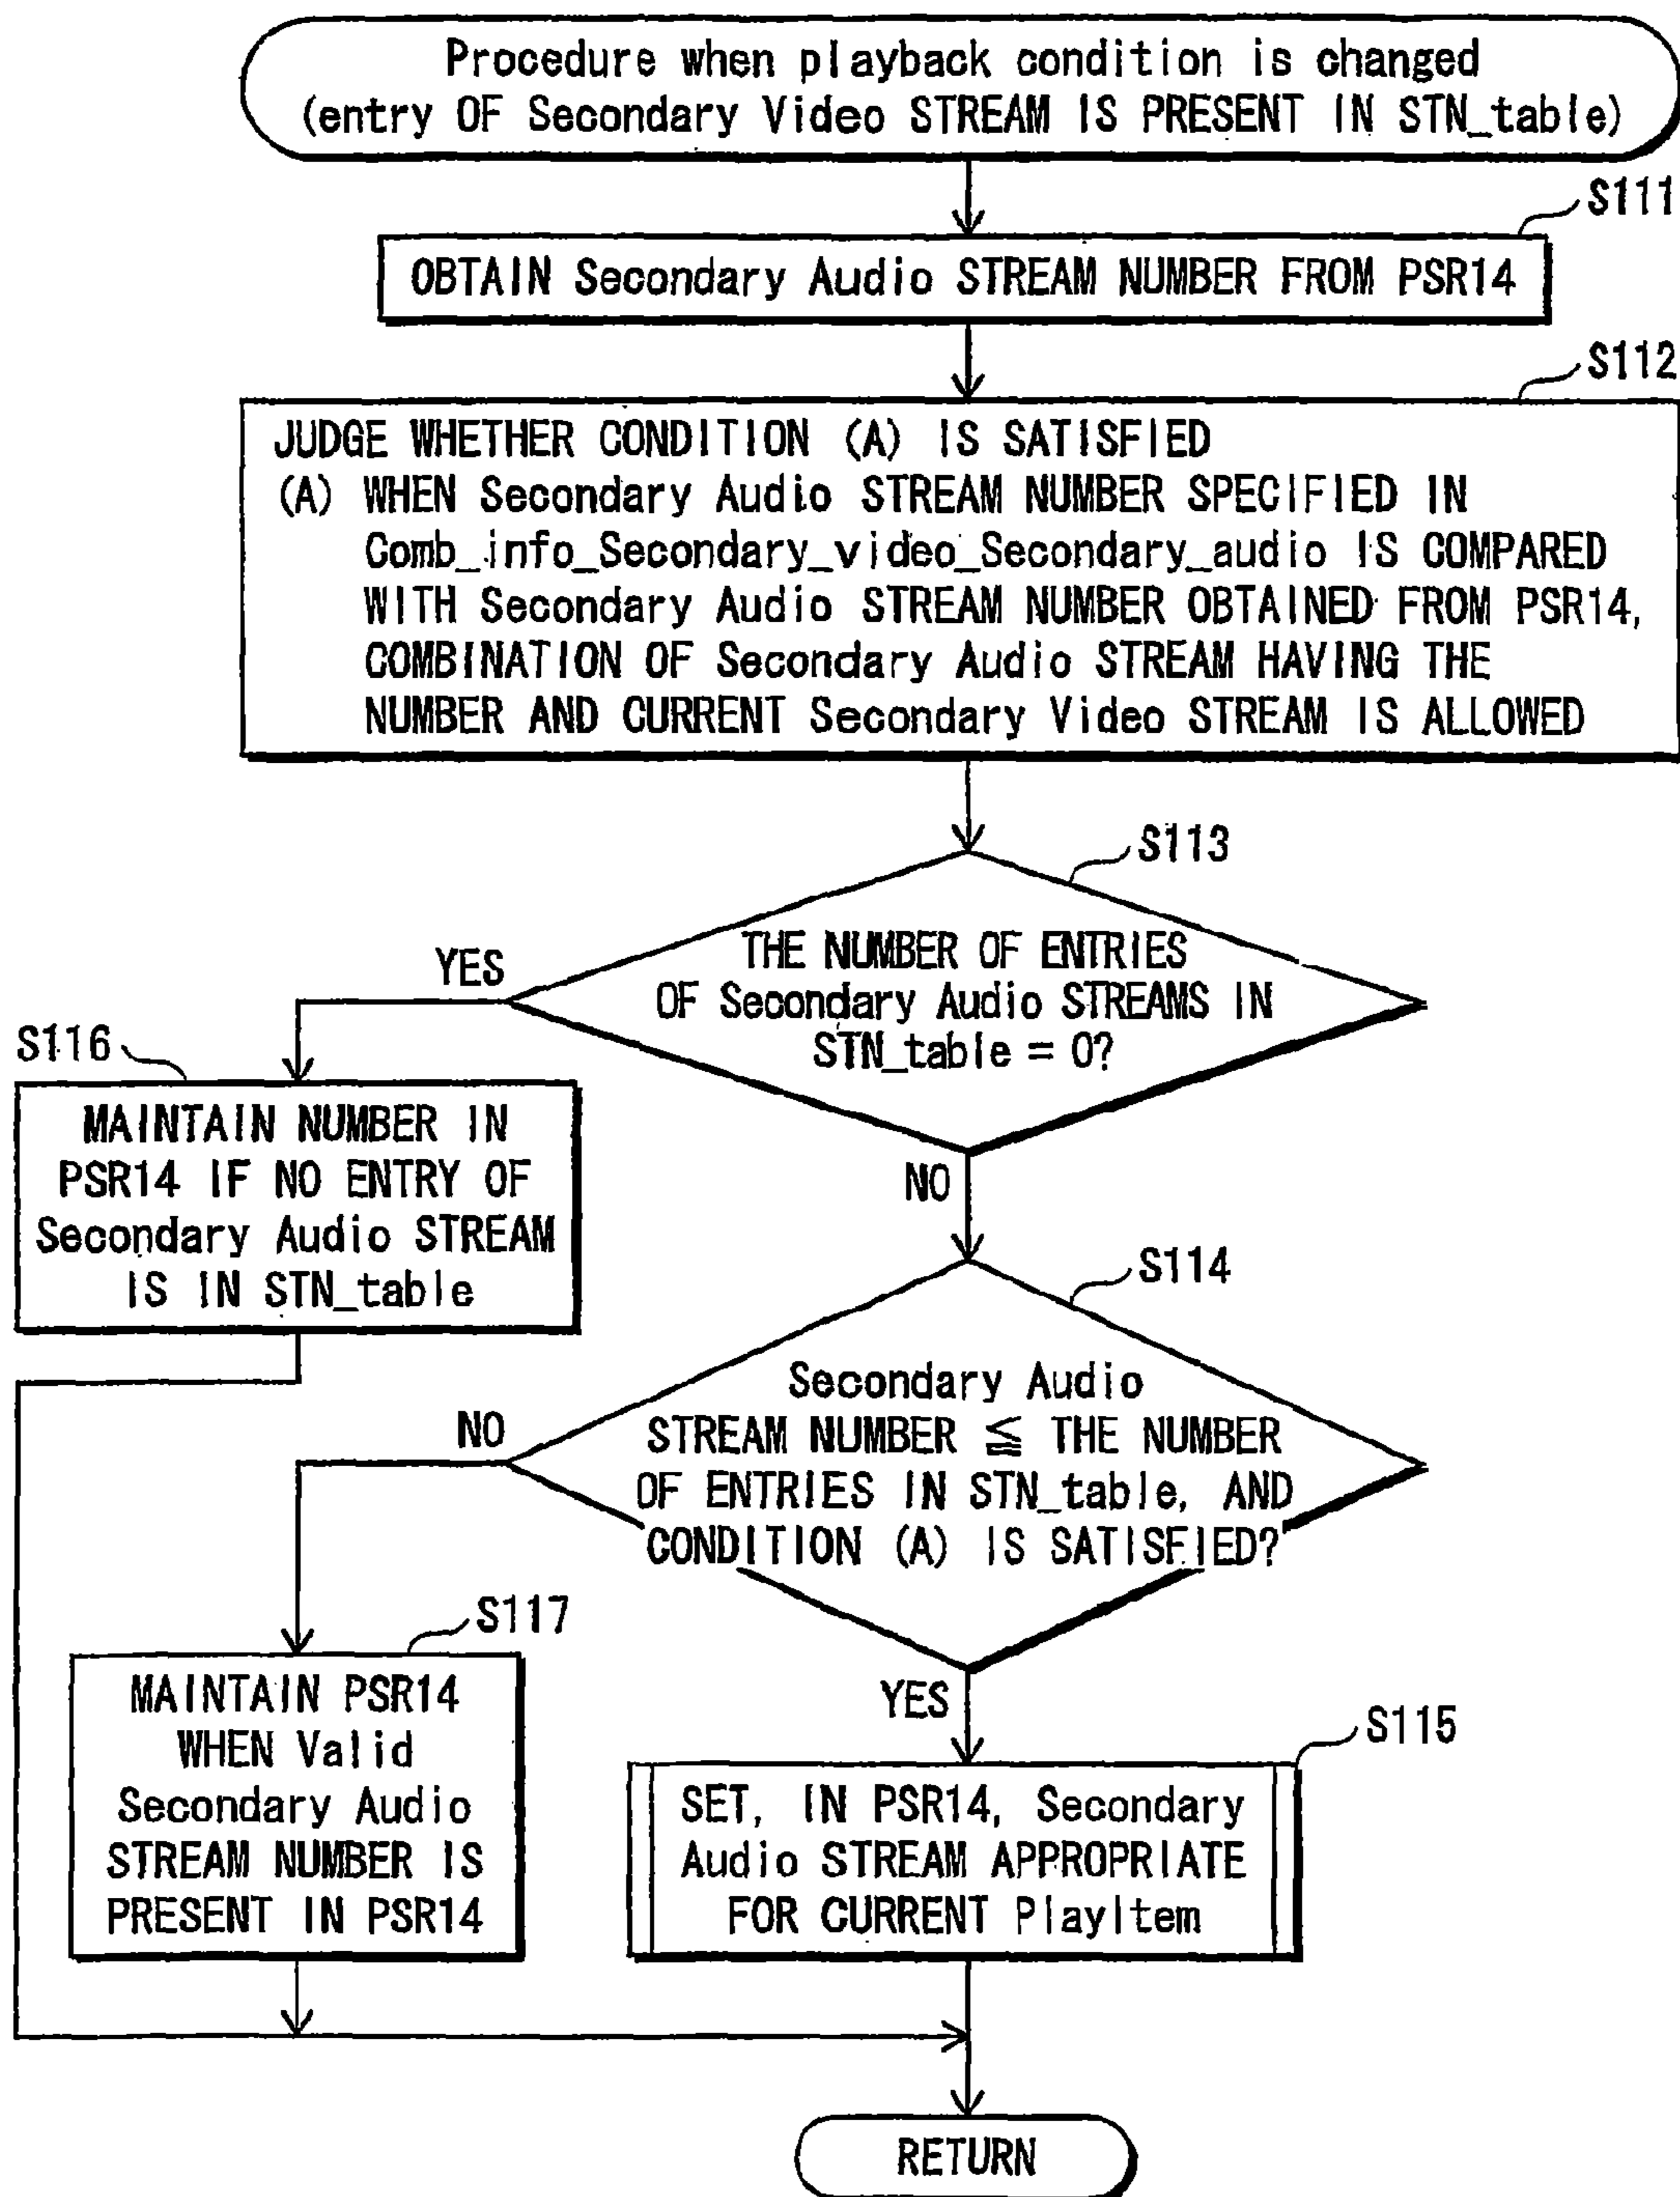 Procedure when playback condition is changed
(entry OF Secondary Video STREAM IS PRESENT IN STN_table)
S111
OBTAIN Secondary Audio STREAM NUMBER FROM PSR14
S112
JUDGE WHETHER CONDITION (A) IS SATISFIED
(A) WHEN Secondary Audio STREAM NUMBER SPECIFIED IN
Comb_info_Secondary_video_Secondary_audio IS COMPARED
WITH Secondary Audio STREAM NUMBER OBTAINED FROM PSR14,
COMBINATION OF Secondary Audio STREAM HAVING THE
NUMBER AND CURRENT Secondary Video STREAM IS ALLOWED
S113
THE NUMBER OF ENTRIES
OF Secondary Audio STREAMS IN
STN_table = 0?
YES
S116
MAINTAIN NUMBER IN
PSR14 IF NO ENTRY OF
Secondary Audio STREAM
IS IN STN_table
NO
S114
Secondary Audio
STREAM NUMBER ≦ THE NUMBER
OF ENTRIES IN STN_table, AND
CONDITION (A) IS SATISFIED?
NO
S117
MAINTAIN PSR14
WHEN Valid
Secondary Audio
STREAM NUMBER IS
PRESENT IN PSR14
YES
S115
SET, IN PSR14, Secondary
Audio STREAM APPROPRIATE
FOR CURRENT PlayItem
RETURN